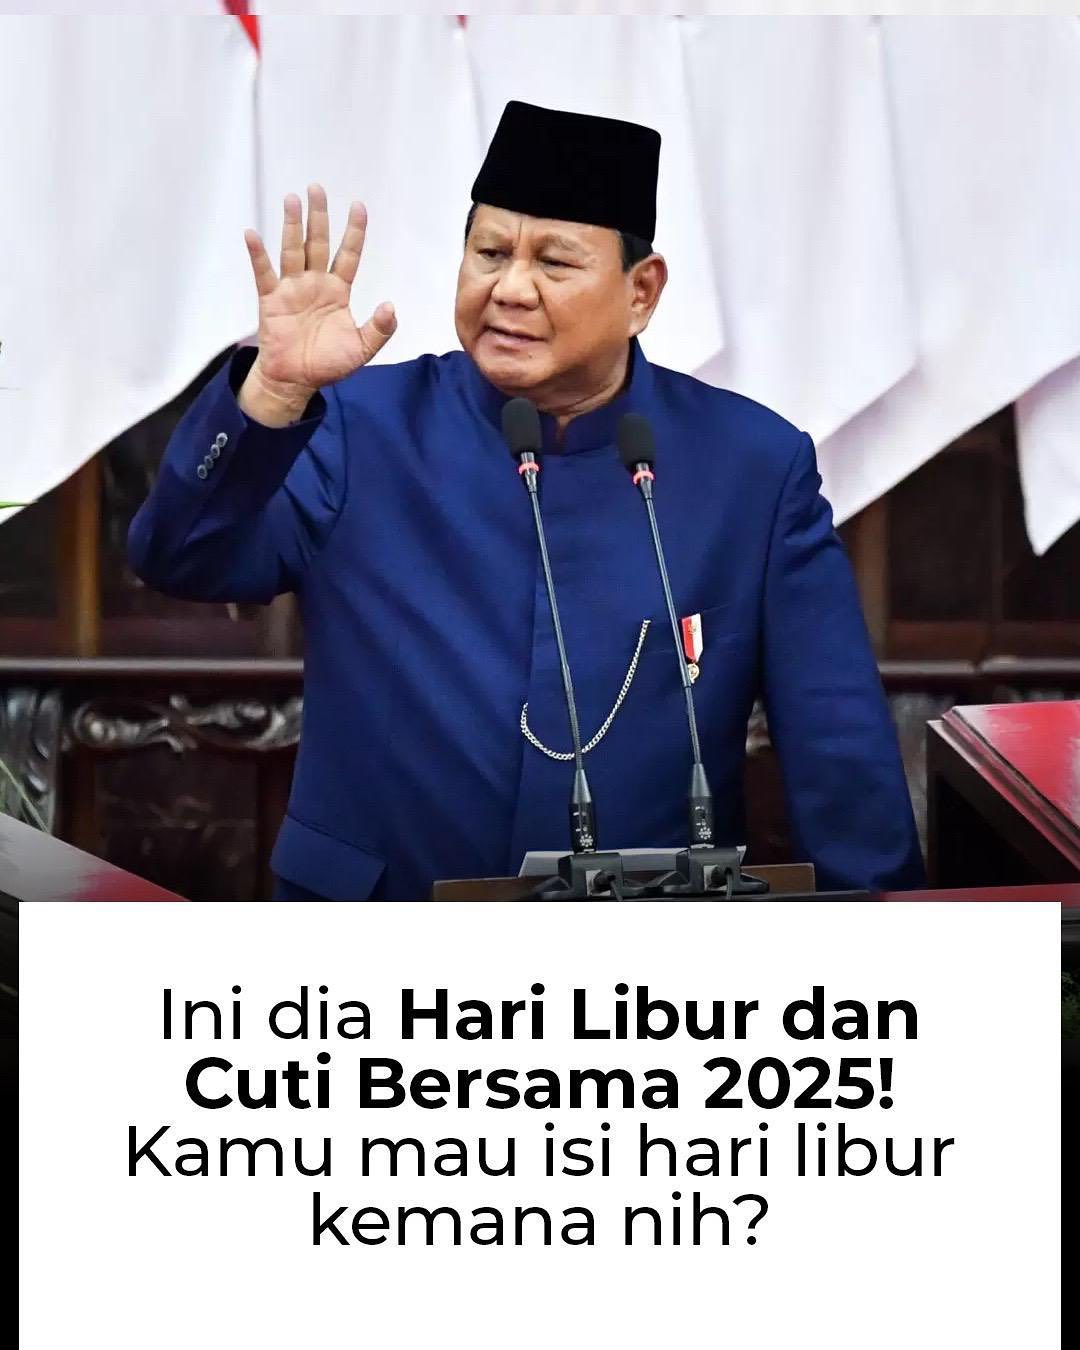 Ini dia Hari Libur dan
Cuti Bersama 2025!
Kamu mau isi hari libur
kemana nih?